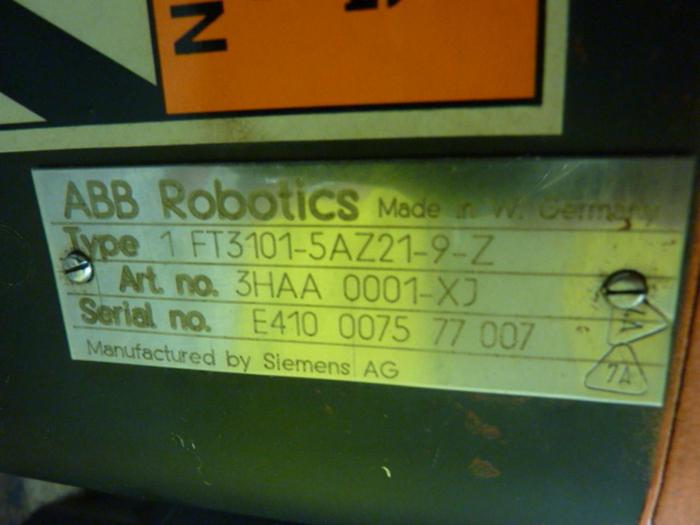 N
ABB Robotics Made in W. Germany
Type 1 FT3101-5AZ21-9-Z
Art. no. 3HAA 0001-XJ
Serial no. E410 0075 77 007
Manufactured by Siemens AG
7A